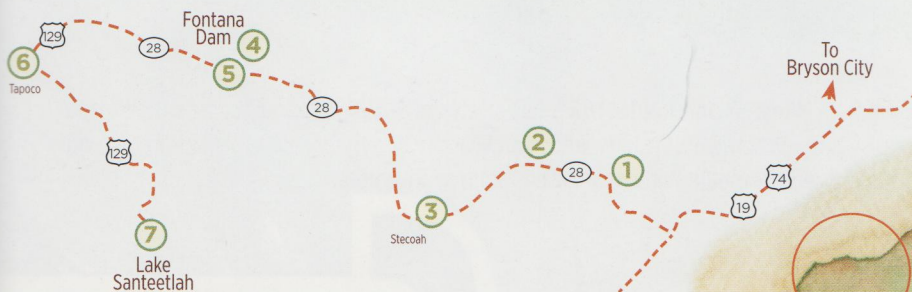 Fontana
Dam
4
129
28
5
6
Tapoco
To
Bryson City
28
129
2
28
1
74
19
3
Stecoah
7
Lake
Santeetlah